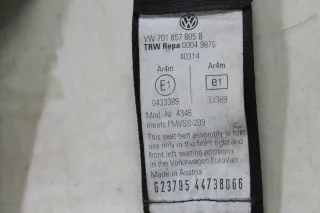 VW 701 857 805 B
TRW Repa 0004 987S
40314
Ar4m Ar4m
E1 e1
0433389 33389
Mod.-Nr. 4346
meets FMVSS-209
This seat belt assembly is for
use only in the front right and
front left seating positions
in the Volkswagen Eurovan
Made in Austria
623795 44738066